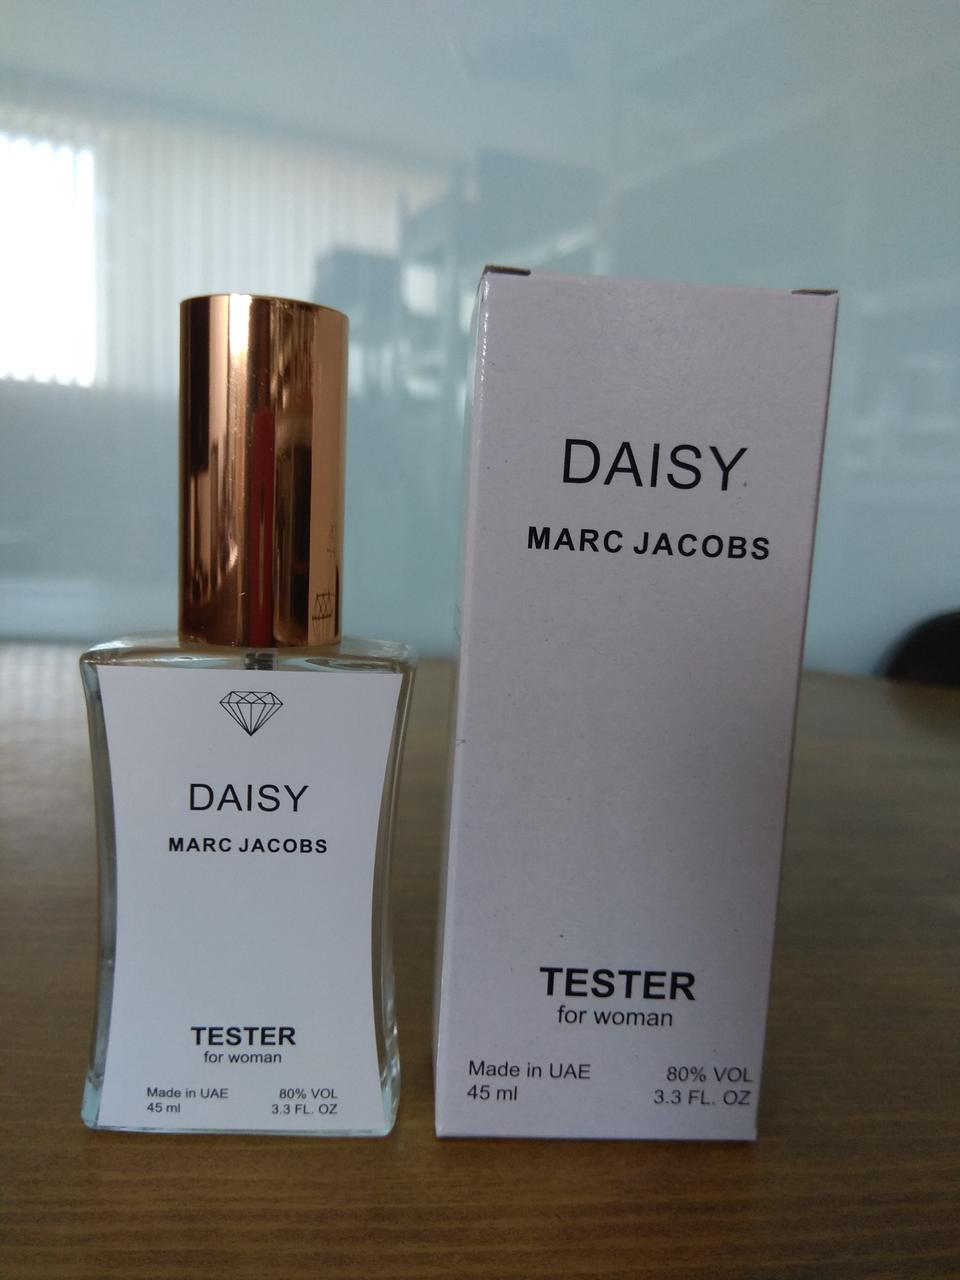 DAISY
MARC JACOBS
TESTER
for woman
Made in UAE
45 ml
80% VOL
3.3 FL. OZ
DAISY
MARC JACOBS
TESTER
for woman
Made in UAE
45 ml
80% VOL
3.3 FL. OZ